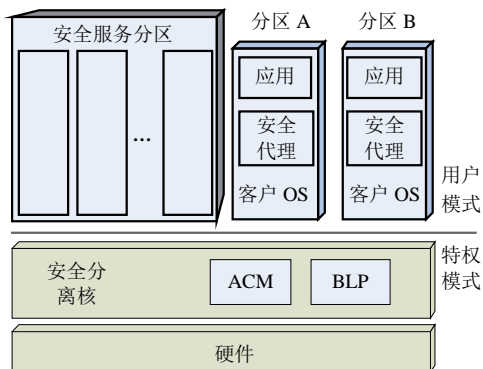 安全服务分区
分区 A
分区 B
...
应用
安全
代理
客户 OS
应用
安全
代理
客户 OS
用户
模式
特权
模式
安全分
离核
ACM
BLP
硬件